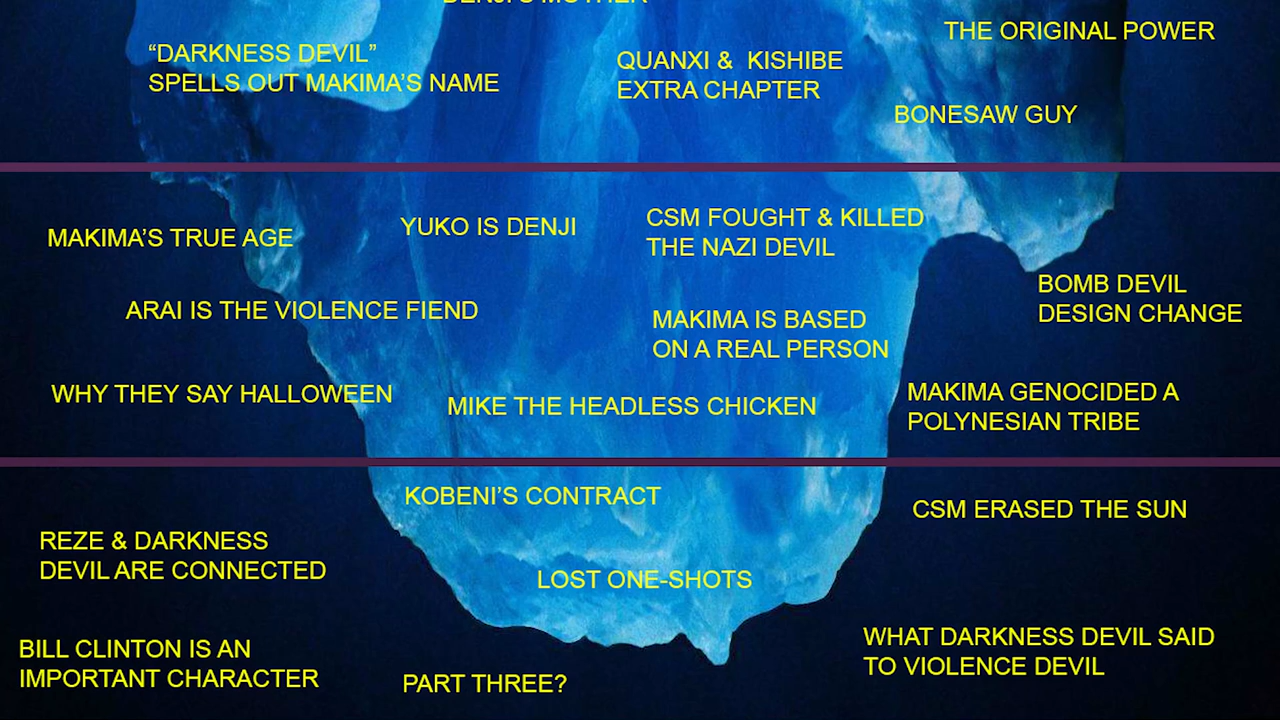 DENJI'S MOTHER
THE ORIGINAL POWER
“DARKNESS DEVIL”
SPELLS OUT MAKIMA'S NAME
QUANXI & KISHIBE
EXTRA CHAPTER
BONESAW GUY
MAKIMA'S TRUE AGE
YUKO IS DENJI
CSM FOUGHT & KILLED
THE NAZI DEVIL
BOMB DEVIL
DESIGN CHANGE
ARAI IS THE VIOLENCE FIEND
MAKIMA IS BASED
ON A REAL PERSON
WHY THEY SAY HALLOWEEN
MIKE THE HEADLESS CHICKEN
MAKIMA GENOCIDED A
POLYNESIAN TRIBE
KOBENI'S CONTRACT
CSM ERASED THE SUN
REZE & DARKNESS
DEVIL ARE CONNECTED
LOST ONE-SHOTS
BILL CLINTON IS AN
IMPORTANT CHARACTER
PART THREE?
WHAT DARKNESS DEVIL SAID
TO VIOLENCE DEVIL